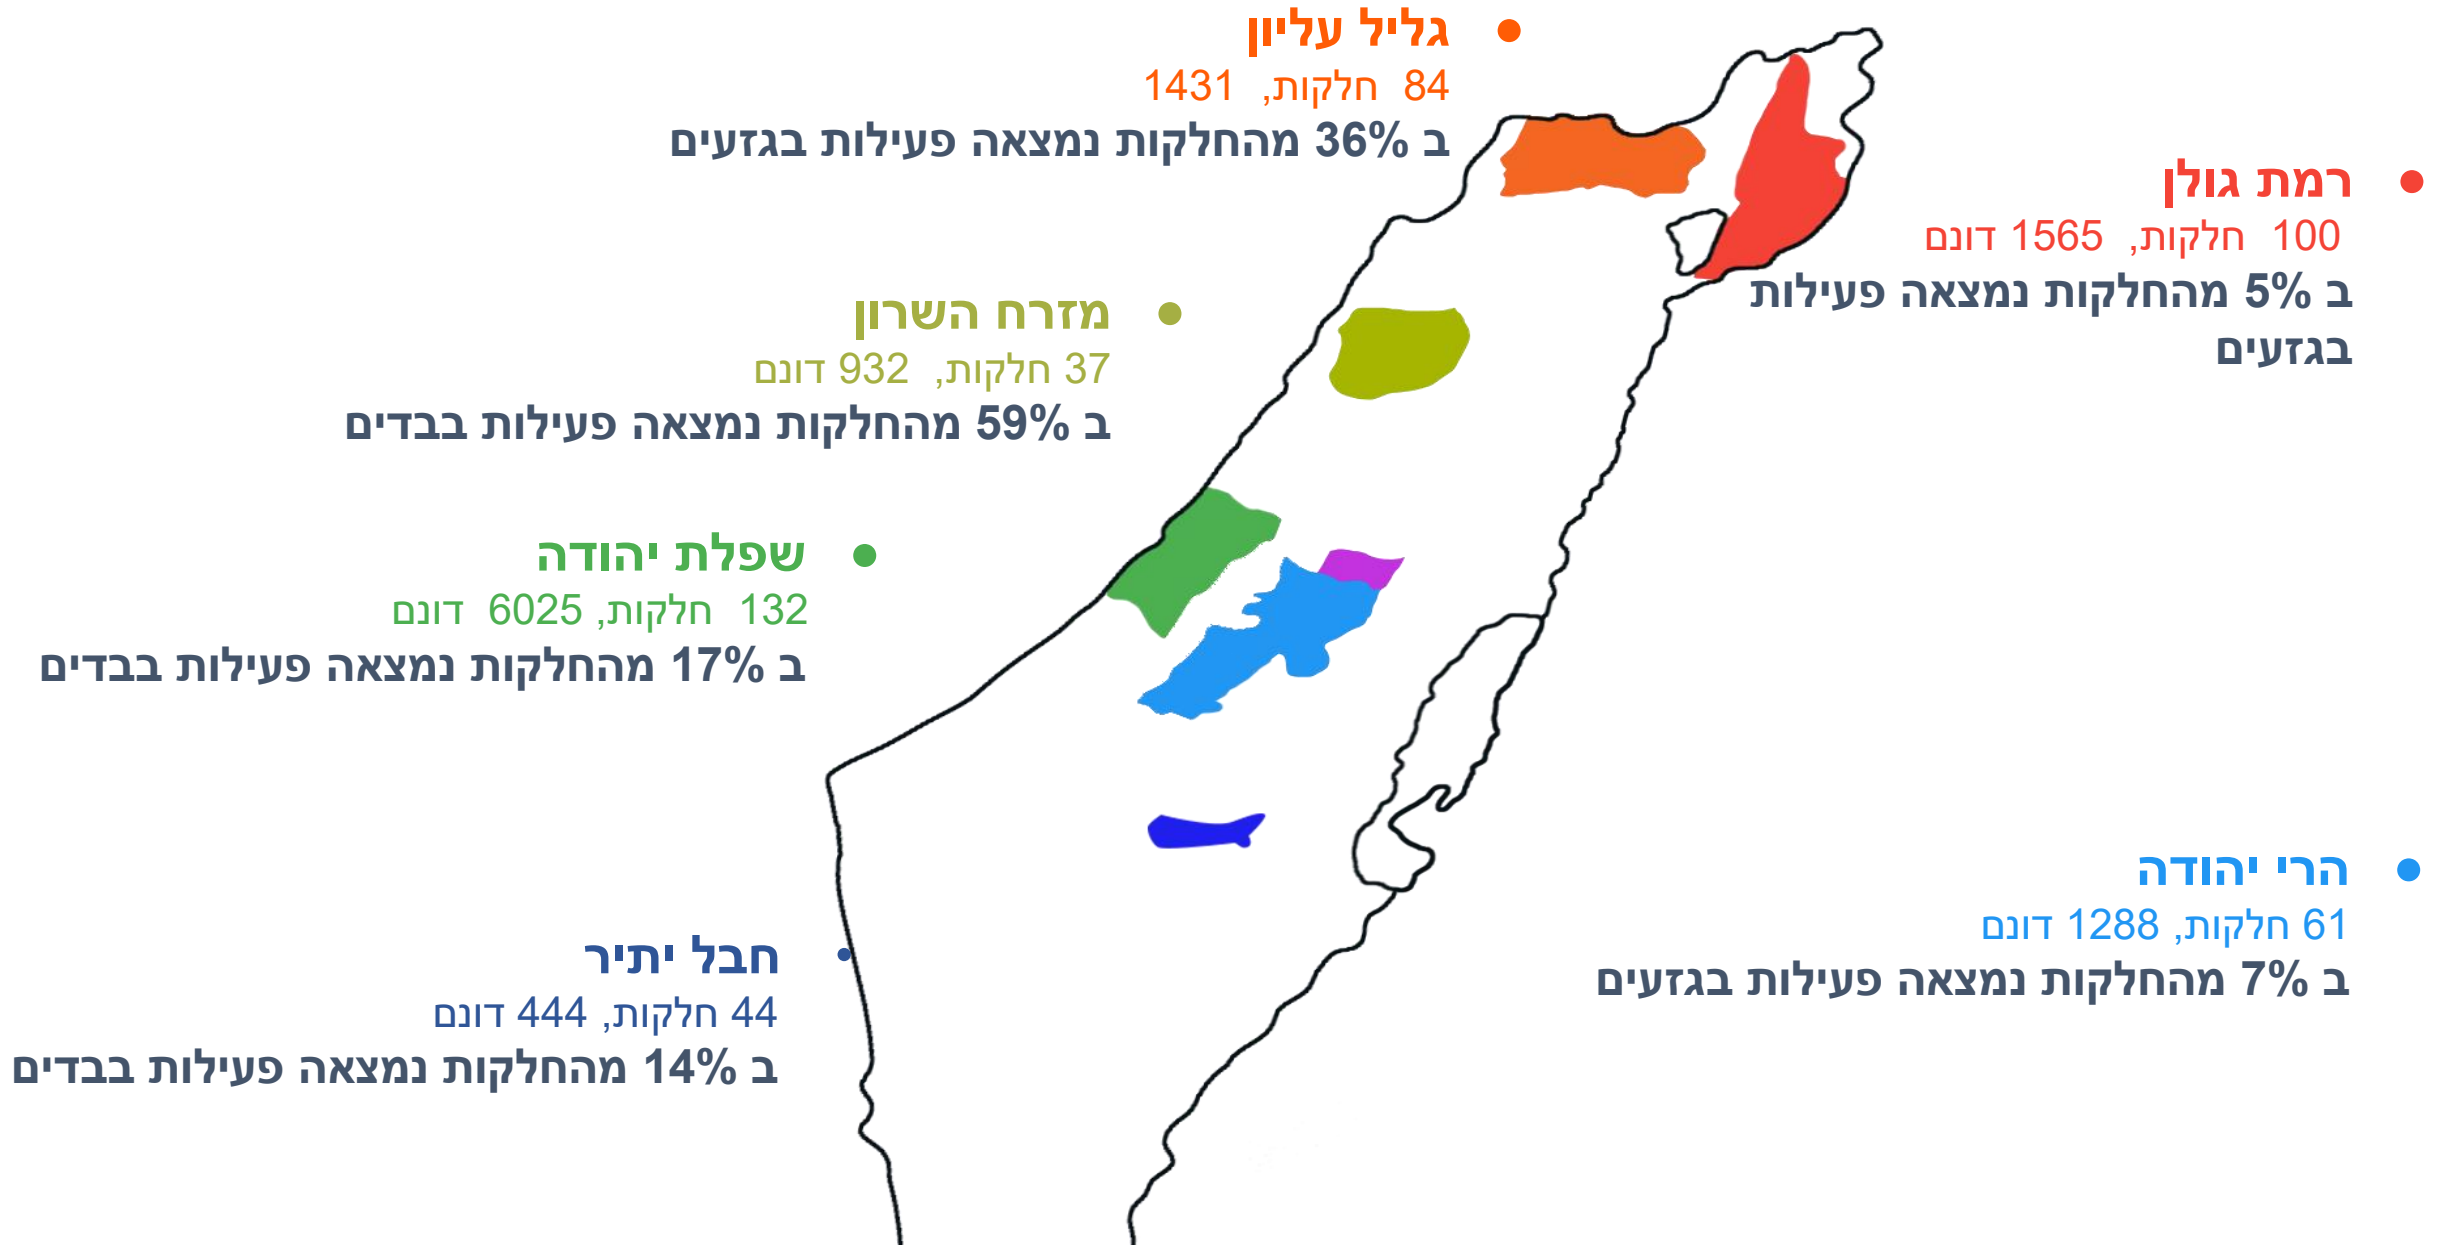 • גליל עליון
84 חלקות, 1431
ב 36% מהחלקות נמצאה פעילות בגזעים
• רמת גולן
100 חלקות, 1565 דונם
ב 5% מהחלקות נמצאה פעילות
בגזעים
• מזרח השרון
37 חלקות, 932 דונם
ב 59% מהחלקות נמצאה פעילות בבדים
• שפלת יהודה
132 חלקות, 6025 דונם
ב 17% מהחלקות נמצאה פעילות בבדים
• הרי יהודה
61 חלקות, 1288 דונם
ב 7% מהחלקות נמצאה פעילות בגזעים
• חבל יתיר
44 חלקות, 444 דונם
ב 14% מהחלקות נמצאה פעילות בבדים